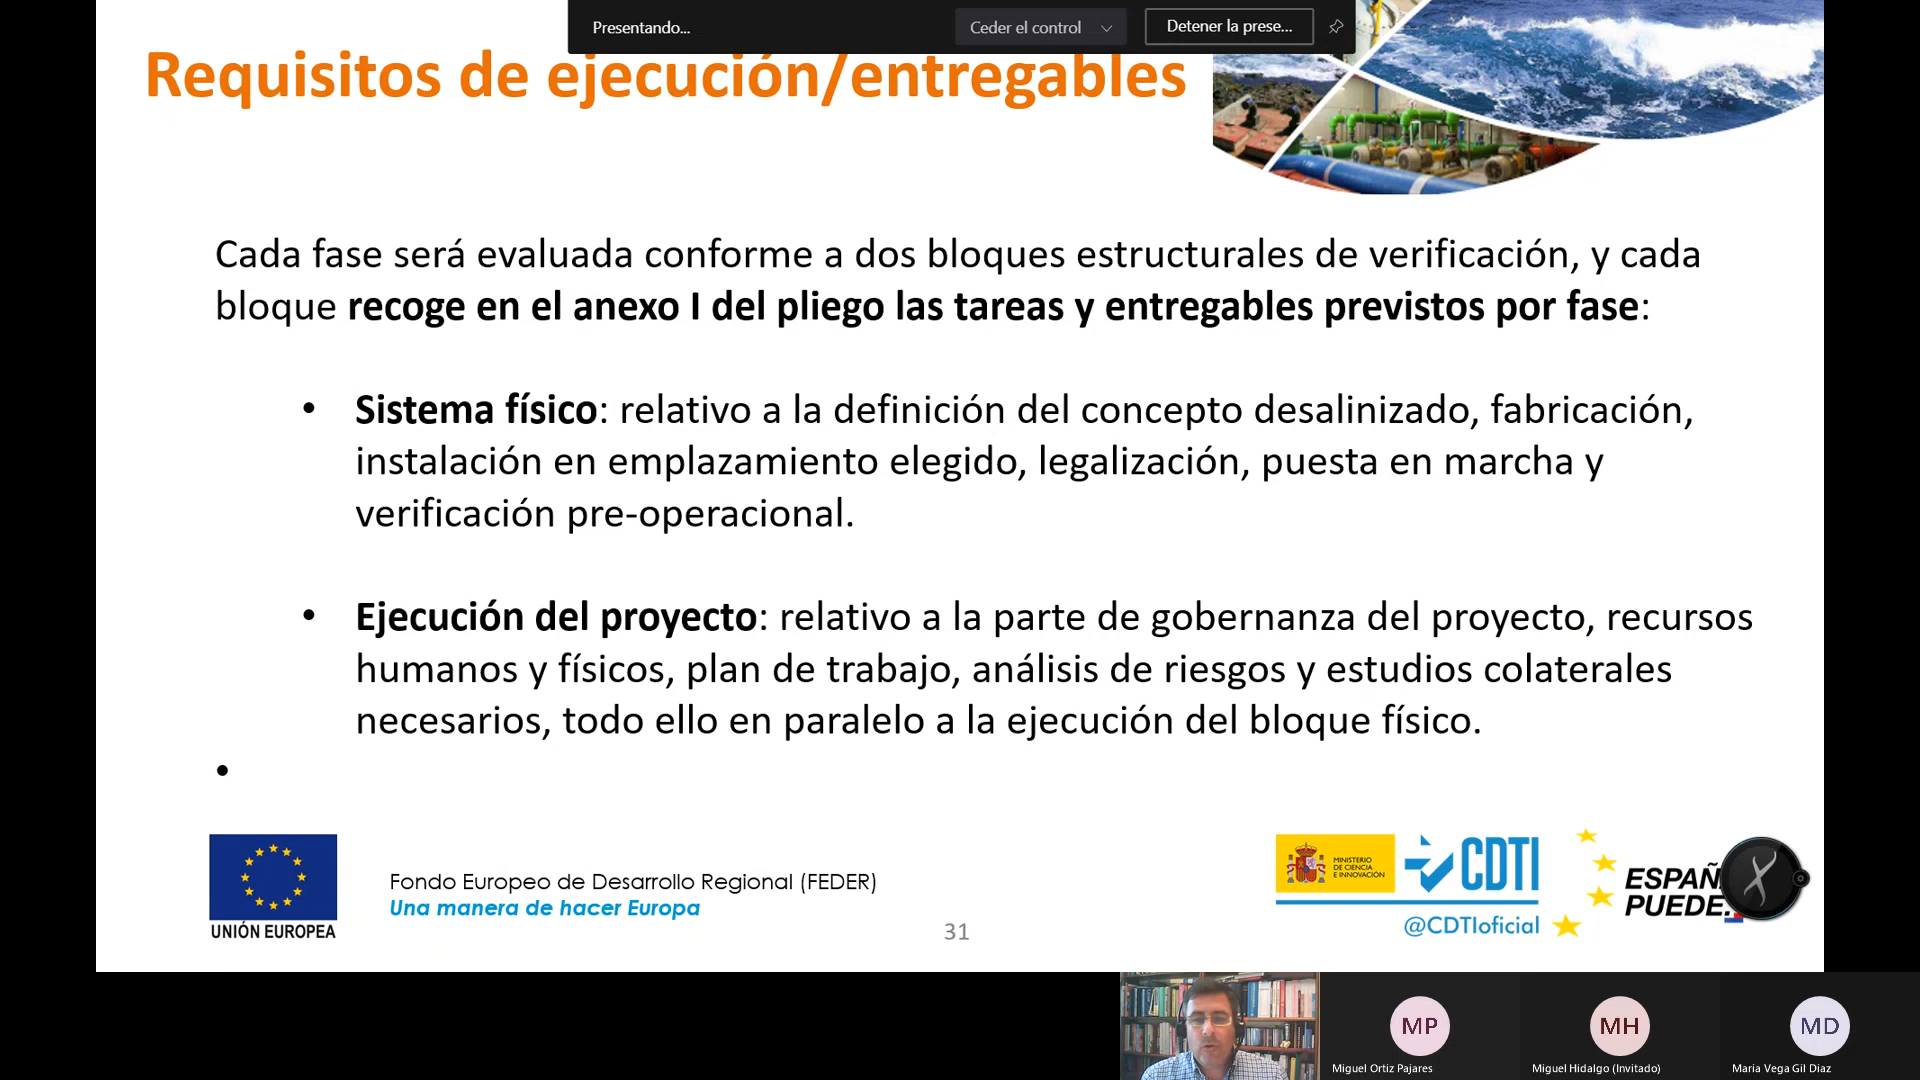 Presentando...
Ceder el control
Detener la prese...
Requisitos de ejecución/entregables
Cada fase será evaluada conforme a dos bloques estructurales de verificación, y cada
bloque recoge en el anexo I del pliego las tareas y entregables previstos por fase:
• Sistema físico: relativo a la definición del concepto desalinizado, fabricación,
instalación en emplazamiento elegido, legalización, puesta en marcha y
verificación pre-operacional.
• Ejecución del proyecto: relativo a la parte de gobernanza del proyecto, recursos
humanos y físicos, plan de trabajo, análisis de riesgos y estudios colaterales
necesarios, todo ello en paralelo a la ejecución del bloque físico.
•
UNIÓN EUROPEA
Fondo Europeo de Desarrollo Regional (FEDER)
Una manera de hacer Europa
31
MINISTERIO
DE CIENCIA
E INNOVACIÓN
CDTI
@CDTIoficial
ESPAÑ
PUEDE.
MP
MH
MD
Miguel Ortiz Pajares
Miguel Hidalgo (Invitado)
Maria Vega Gil Diaz